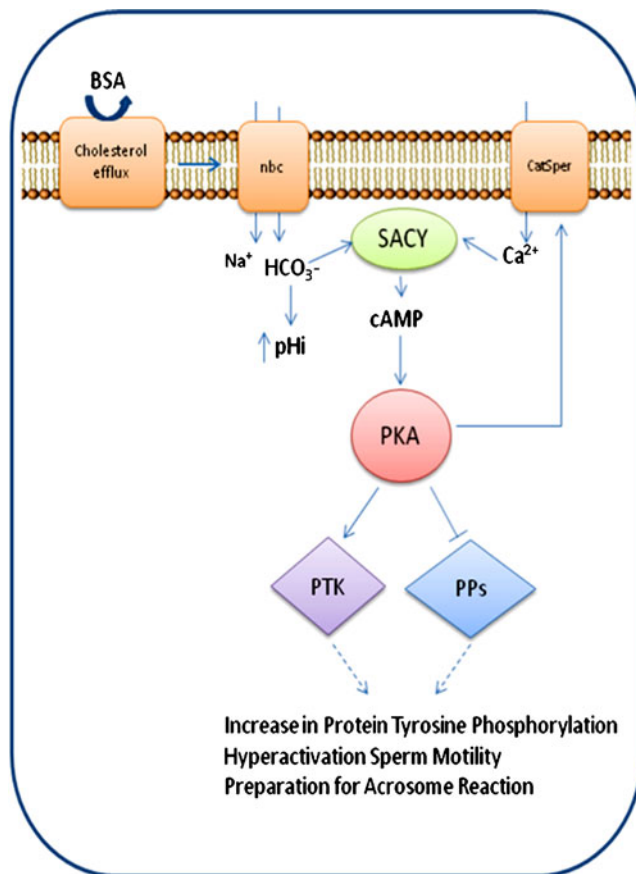 BSA
Cholesterol
efflux
nbc
CatSper
Na⁺
HCO₃⁻
SACY
Ca²⁺
pHi
cAMP
PKA
PTK
PPs
Increase in Protein Tyrosine Phosphorylation
Hyperactivation Sperm Motility
Preparation for Acrosome Reaction